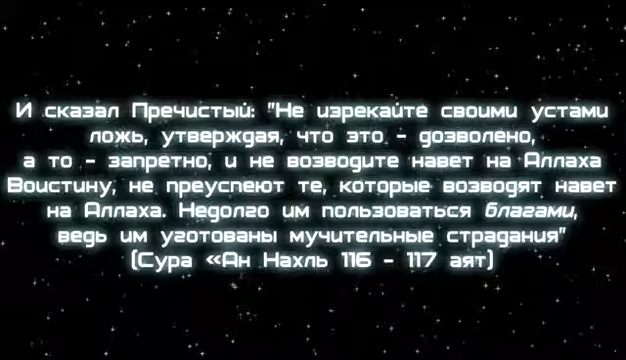 И сказал Пречистый: "Не изрекайте своими устами
ложь, утверждая, что это - дозволено,
а то - запретно, и не возводите навет на Аллаха
Воистину, не преуспеют те, которые возводят навет
на Аллаха. Недолго им пользоваться благами,
ведь им уготованы мучительные страдания"
(Сура «Ан Нахль 116 - 117 аят)